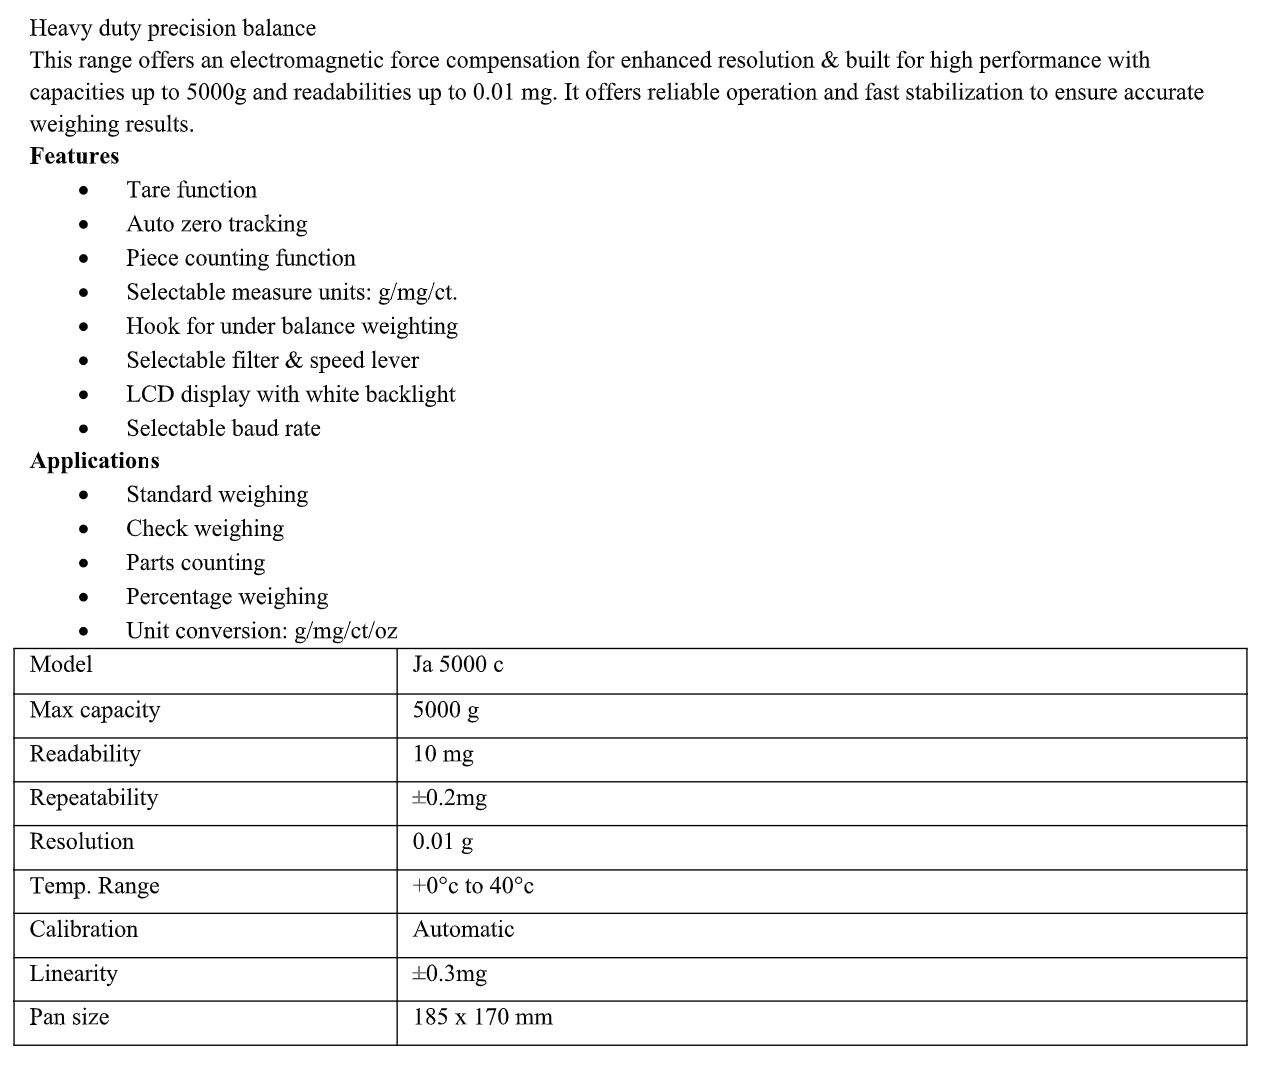 Heavy duty precision balance
This range offers an electromagnetic force compensation for enhanced resolution & built for high performance with
capacities up to 5000g and readabilities up to 0.01 mg. It offers reliable operation and fast stabilization to ensure accurate
weighing results.
Features
• Tare function
• Auto zero tracking
• Piece counting function
• Selectable measure units: g/mg/ct.
• Hook for under balance weighting
• Selectable filter & speed lever
• LCD display with white backlight
• Selectable baud rate
Applications
• Standard weighing
• Check weighing
• Parts counting
• Percentage weighing
• Unit conversion: g/mg/ct/oz
Model Ja 5000 c
Max capacity 5000 g
Readability 10 mg
Repeatability ±0.2mg
Resolution 0.01 g
Temp. Range +0°c to 40°c
Calibration Automatic
Linearity ±0.3mg
Pan size 185 x 170 mm